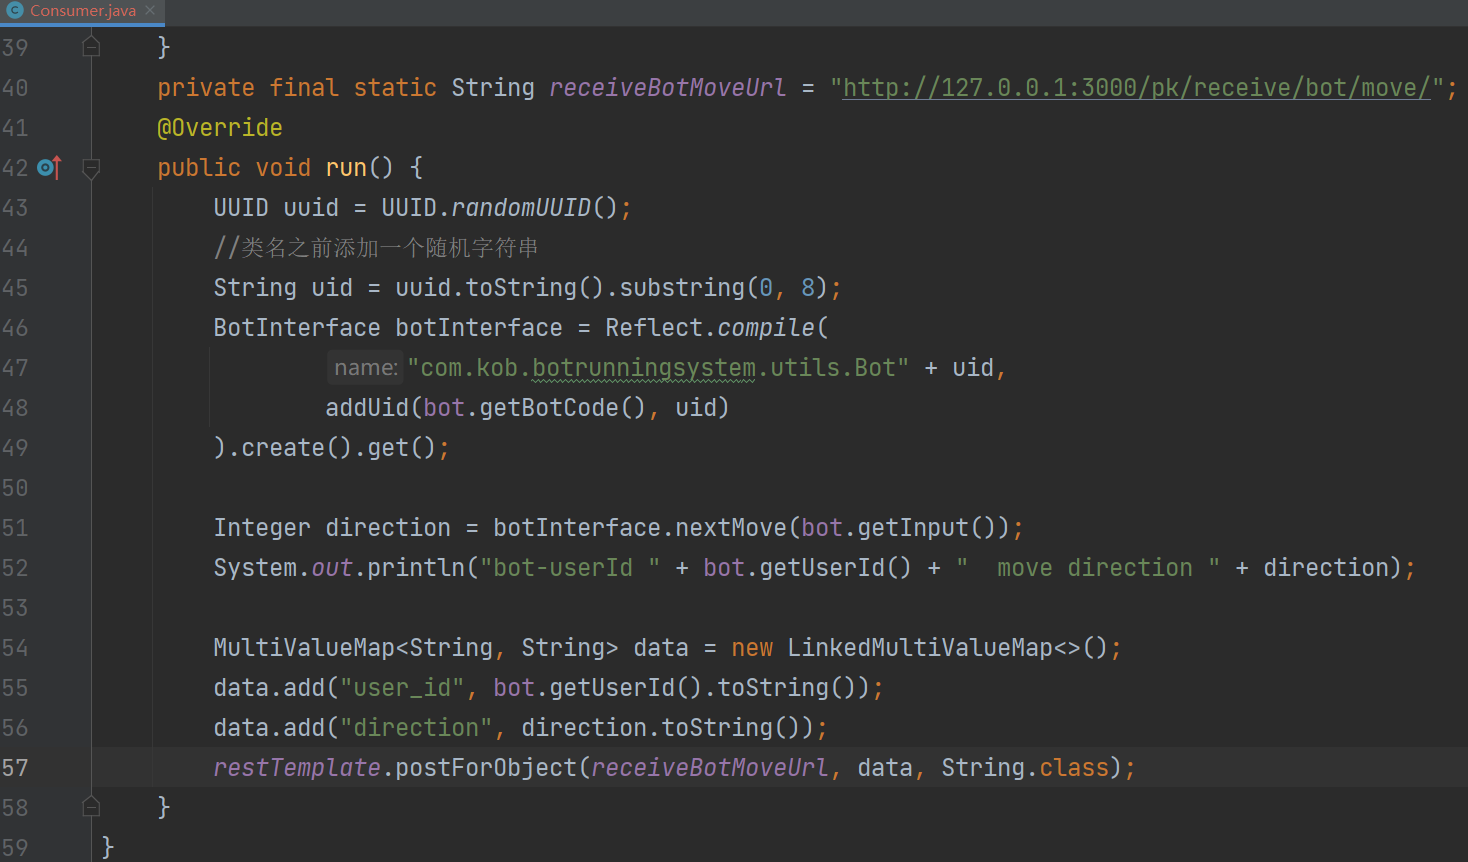 Consumer.java
39 }
40 private final static String receiveBotMoveUrl = "http://127.0.0.1:3000/pk/receive/bot/move/";
41 @Override
42 public void run() {
43 UUID uuid = UUID.randomUUID();
44 //类名之前添加一个随机字符串
45 String uid = uuid.toString().substring(0, 8);
46 BotInterface botInterface = Reflect.compile(
47 name: "com.kob.botrunningsystem.utils.Bot" + uid,
48 addUid(bot.getBotCode(), uid)
49 ).create().get();
50
51 Integer direction = botInterface.nextMove(bot.getInput());
52 System.out.println("bot-userId " + bot.getUserId() + "  move direction " + direction);
53
54 MultiValueMap<String, String> data = new LinkedMultiValueMap<>();
55 data.add("user_id", bot.getUserId().toString());
56 data.add("direction", direction.toString());
57 restTemplate.postForObject(receiveBotMoveUrl, data, String.class);
58 }
59 }